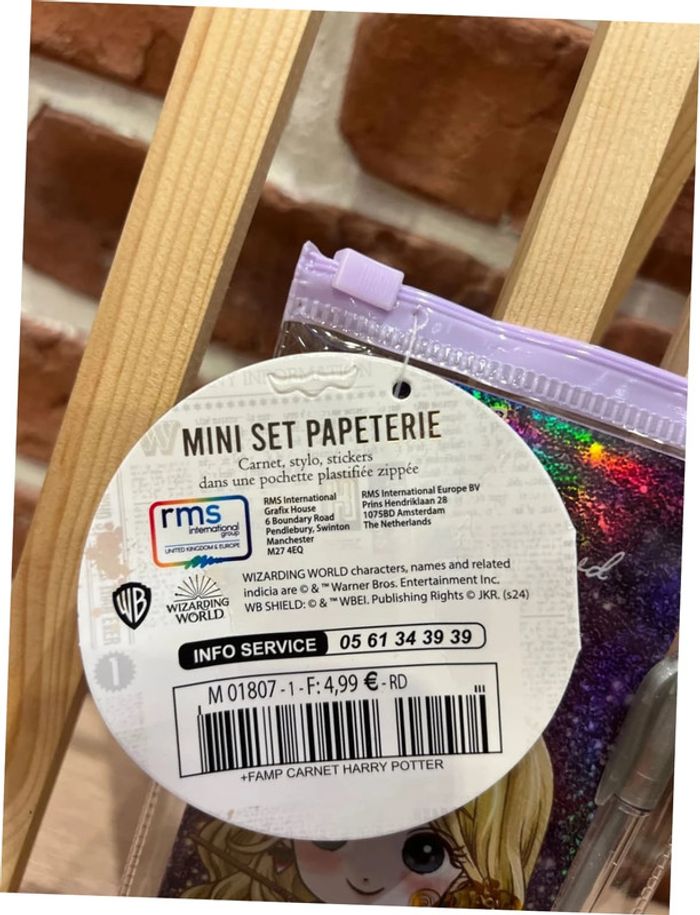 MINI SET PAPETERIE
Carnet, stylo, stickers
dans une pochette plastifiée zippée
rms
international
group
UNITED KINGDOM & EUROPE
RMS International
Grafix House
6 Boundary Road
Pendlebury, Swinton
Manchester
M27 4EQ
RMS International Europe BV
Prins Hendriklaan 28
1075BD Amsterdam
The Netherlands
WB
WIZARDING
WORLD
WIZARDING WORLD characters, names and related
indicia are © & ™ Warner Bros. Entertainment Inc.
WB SHIELD: © & ™ WBEI. Publishing Rights © JKR. (s24)
INFO SERVICE 05 61 34 39 39
M 01807 - 1 - F: 4,99 € - RD
+FAMP CARNET HARRY POTTER
1